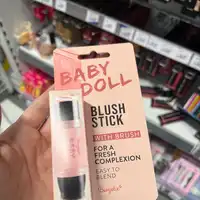 BABY
DOLL
BLUSH
STICK
WITH BRUSH
FOR A
FRESH
COMPLEXION
EASY TO
BLEND